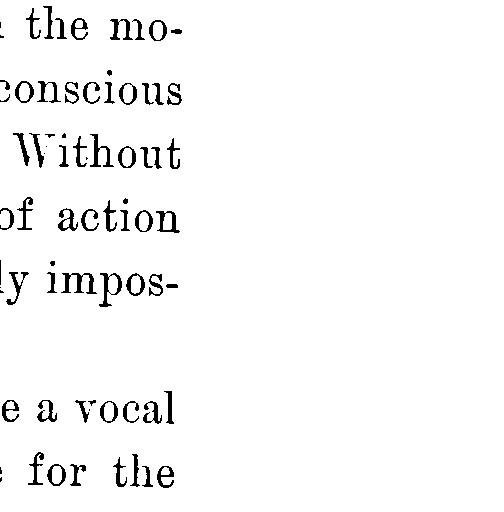 the mo-
conscious
Without
of action
ly impos-
e a vocal
for the